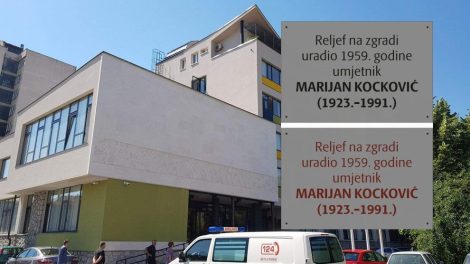 Reljef na zgradi
uradio 1959. godine
umjetnik
MARIJAN KOCKOVIĆ
(1923.-1991.)
Reljef na zgradi
uradio 1959. godine
umjetnik
MARIJAN KOCKOVIĆ
(1923.-1991.)
124